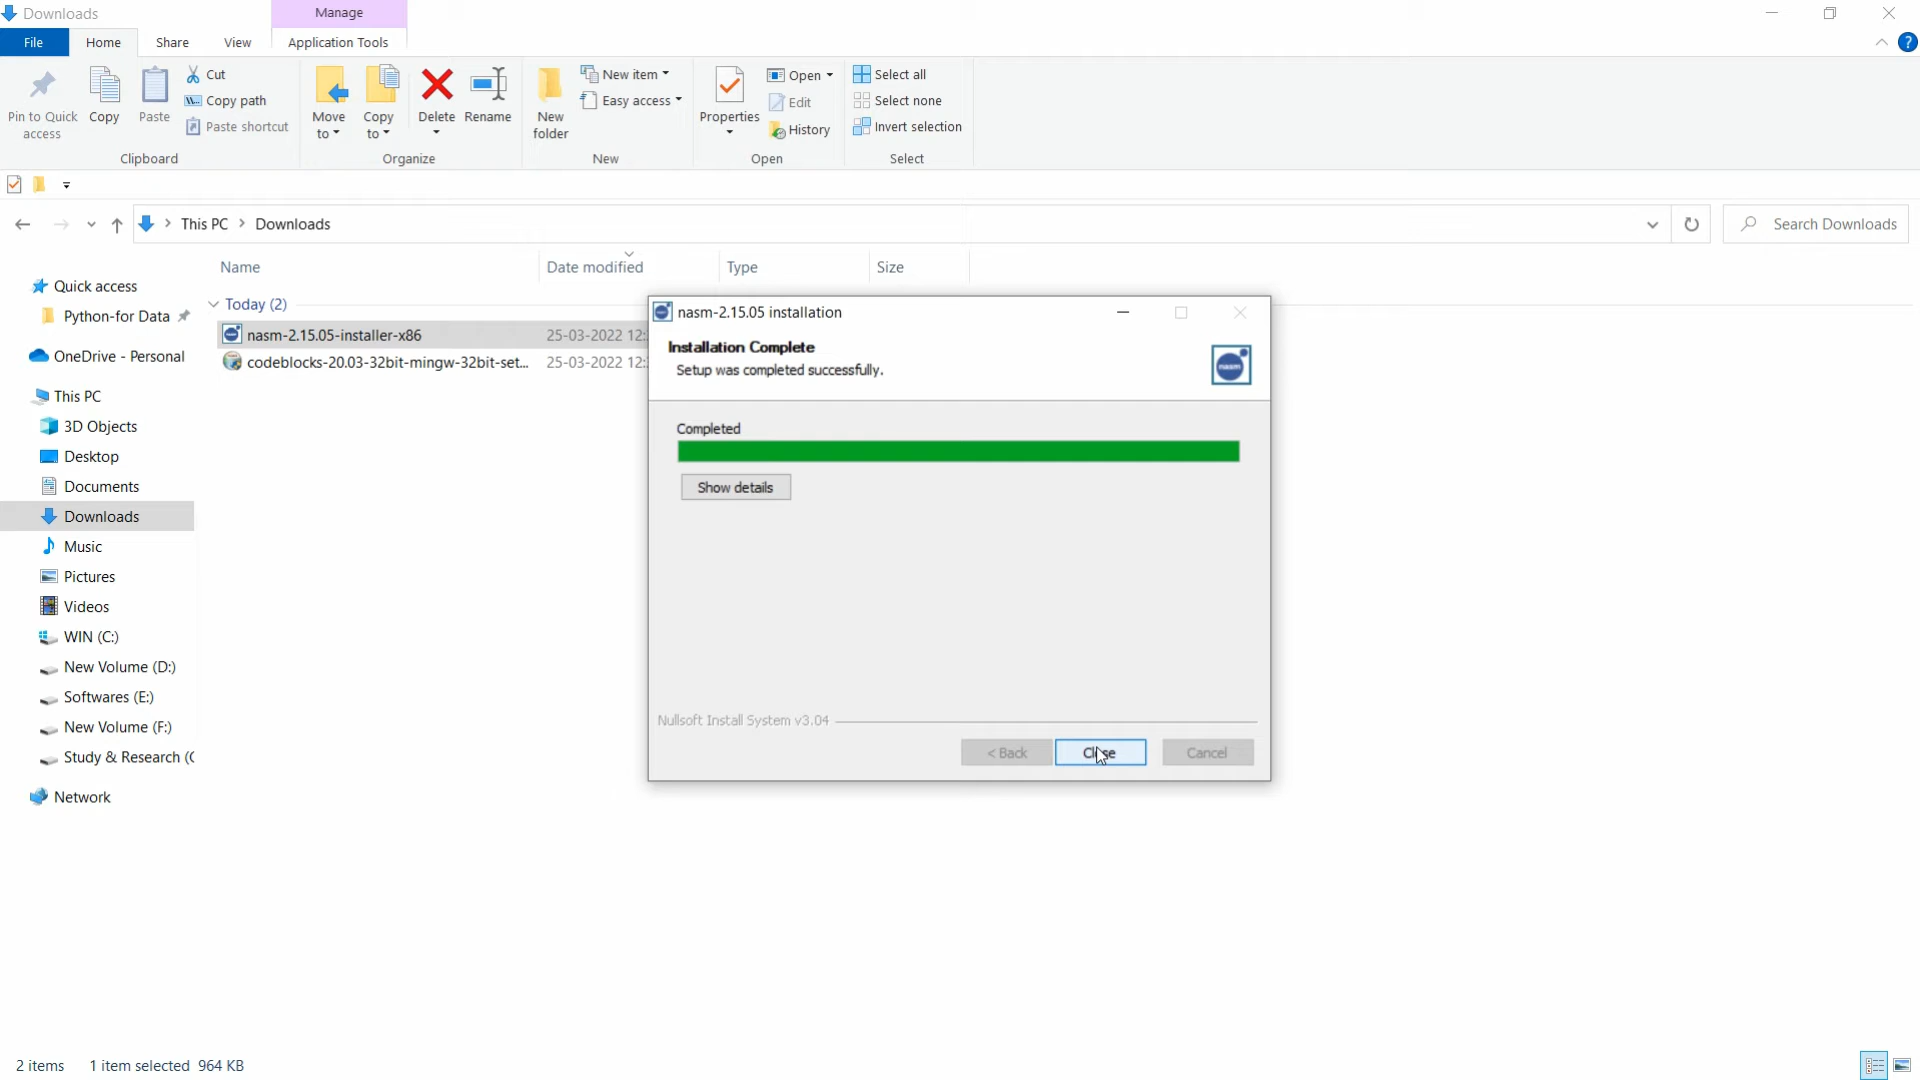 Downloads
Manage
File
Home
Share
View
Application Tools
Pin to Quick access
Copy
Paste
Cut
Copy path
Paste shortcut
Clipboard
Move to
Copy to
Delete
Rename
Organize
New folder
New item
Easy access
New
Properties
Open
Edit
History
Open
Select all
Select none
Invert selection
Select
This PC > Downloads
Search Downloads
Name
Date modified
Type
Size
Quick access
Python-for Data
OneDrive - Personal
This PC
3D Objects
Desktop
Documents
Downloads
Music
Pictures
Videos
WIN (C:)
New Volume (D:)
Softwares (E:)
New Volume (F:)
Study & Research (
Network
Today (2)
nasm-2.15.05-installer-x86
25-03-2022 12:
codeblocks-20.03-32bit-mingw-32bit-set...
25-03-2022 12:
nasm-2.15.05 installation
Installation Complete
Setup was completed successfully.
nasm
Completed
Show details
Nullsoft Install System v3.04
< Back
Close
Cancel
2 items
1 item selected 964 KB